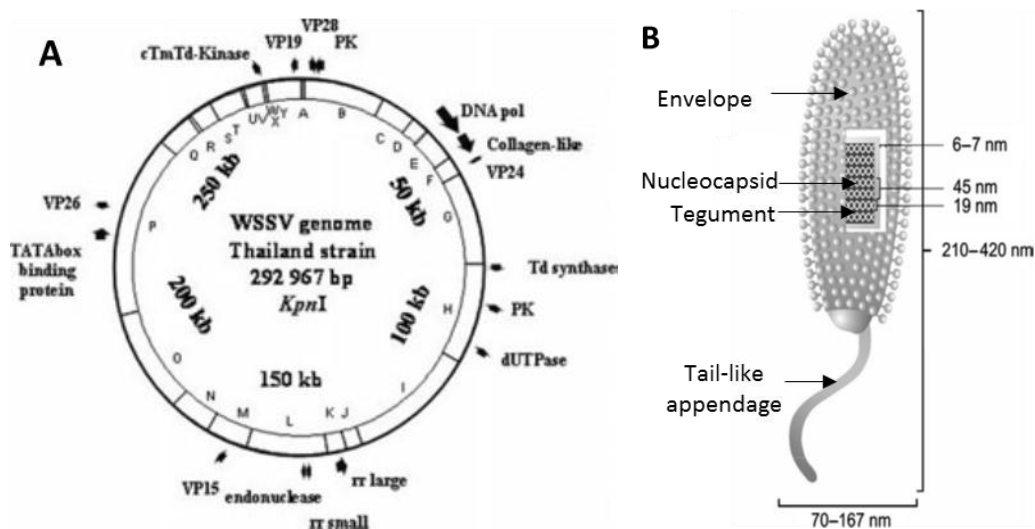 A
cTmTd-Kinase
VP19
VP28
PK
DNA pol
Collagen-like
VP24
Td synthases
PK
dUTPase
rr large
rr small
endonuclease
VP15
TATAbox
binding
protein
VP26
A
B
C
D
E
F
G
H
I
J
K
L
M
N
O
P
Q
R
S
T
U
V
W
X
Y
50 kb
100 kb
150 kb
200 kb
250 kb
WSSV genome
Thailand strain
292 967 bp
KpnI
B
Envelope
Nucleocapsid
Tegument
Tail-like
appendage
6–7 nm
45 nm
19 nm
210–420 nm
70–167 nm